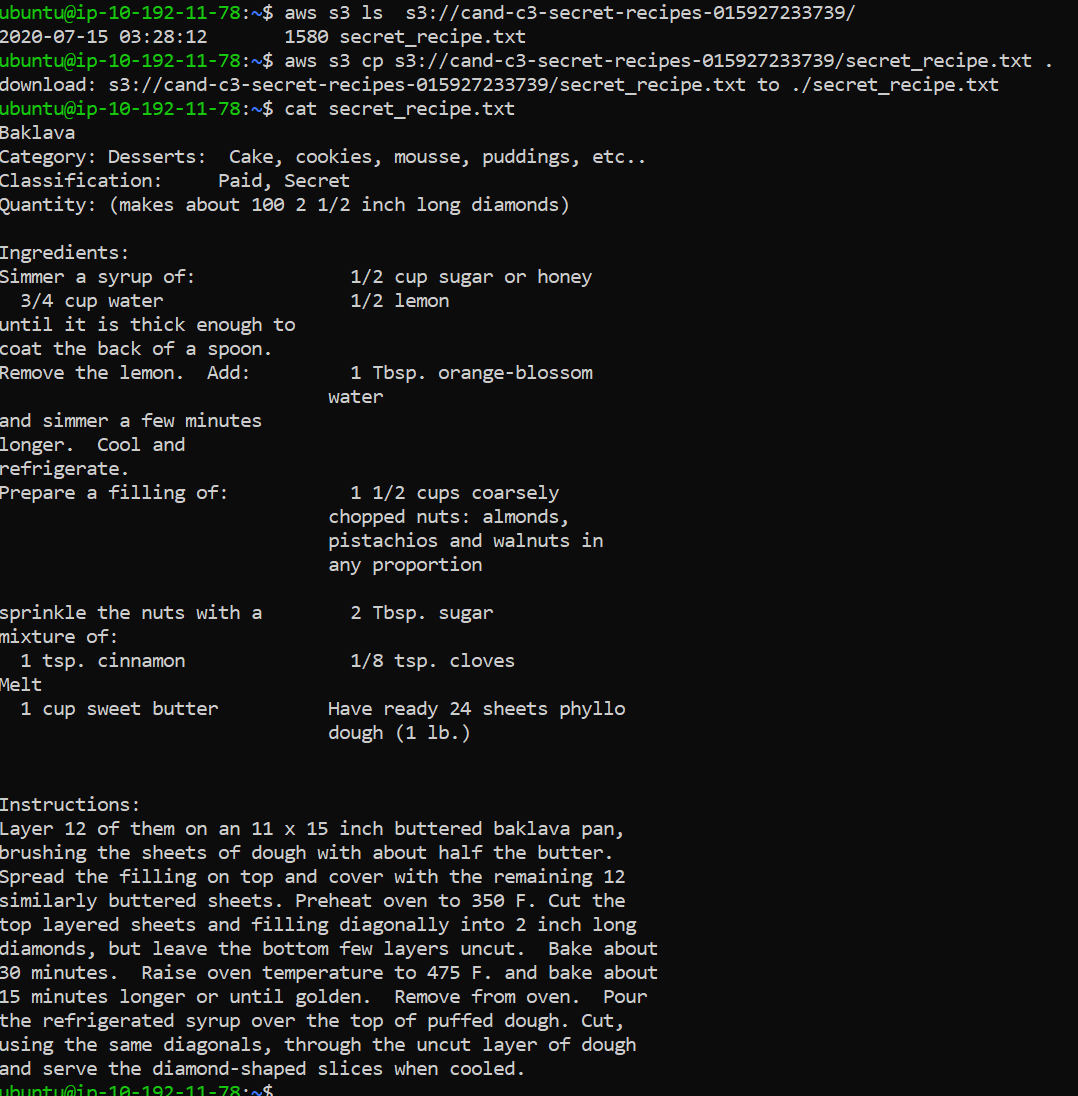 ubuntu@ip-10-192-11-78:~$ aws s3 ls  s3://cand-c3-secret-recipes-015927233739/
2020-07-15 03:28:12       1580 secret_recipe.txt
ubuntu@ip-10-192-11-78:~$ aws s3 cp s3://cand-c3-secret-recipes-015927233739/secret_recipe.txt .
download: s3://cand-c3-secret-recipes-015927233739/secret_recipe.txt to ./secret_recipe.txt
ubuntu@ip-10-192-11-78:~$ cat secret_recipe.txt
Baklava
Category: Desserts:  Cake, cookies, mousse, puddings, etc..
Classification:     Paid, Secret
Quantity: (makes about 100 2 1/2 inch long diamonds)

Ingredients:
Simmer a syrup of:              1/2 cup sugar or honey
  3/4 cup water                 1/2 lemon
until it is thick enough to
coat the back of a spoon.
Remove the lemon.  Add:         1 Tbsp. orange-blossom
                              water
and simmer a few minutes
longer.  Cool and
refrigerate.
Prepare a filling of:           1 1/2 cups coarsely
                              chopped nuts: almonds,
                              pistachios and walnuts in
                              any proportion

sprinkle the nuts with a        2 Tbsp. sugar
mixture of:
  1 tsp. cinnamon               1/8 tsp. cloves
Melt
  1 cup sweet butter          Have ready 24 sheets phyllo
                              dough (1 lb.)


Instructions:
Layer 12 of them on an 11 x 15 inch buttered baklava pan,
brushing the sheets of dough with about half the butter.
Spread the filling on top and cover with the remaining 12
similarly buttered sheets. Preheat oven to 350 F. Cut the
top layered sheets and filling diagonally into 2 inch long
diamonds, but leave the bottom few layers uncut.  Bake about
30 minutes.  Raise oven temperature to 475 F. and bake about
15 minutes longer or until golden.  Remove from oven.  Pour
the refrigerated syrup over the top of puffed dough. Cut,
using the same diagonals, through the uncut layer of dough
and serve the diamond-shaped slices when cooled.
ubuntu@ip-10-192-11-78:~$